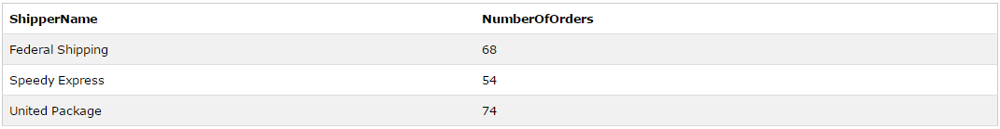 ShipperName NumberOfOrders
Federal Shipping 68
Speedy Express 54
United Package 74